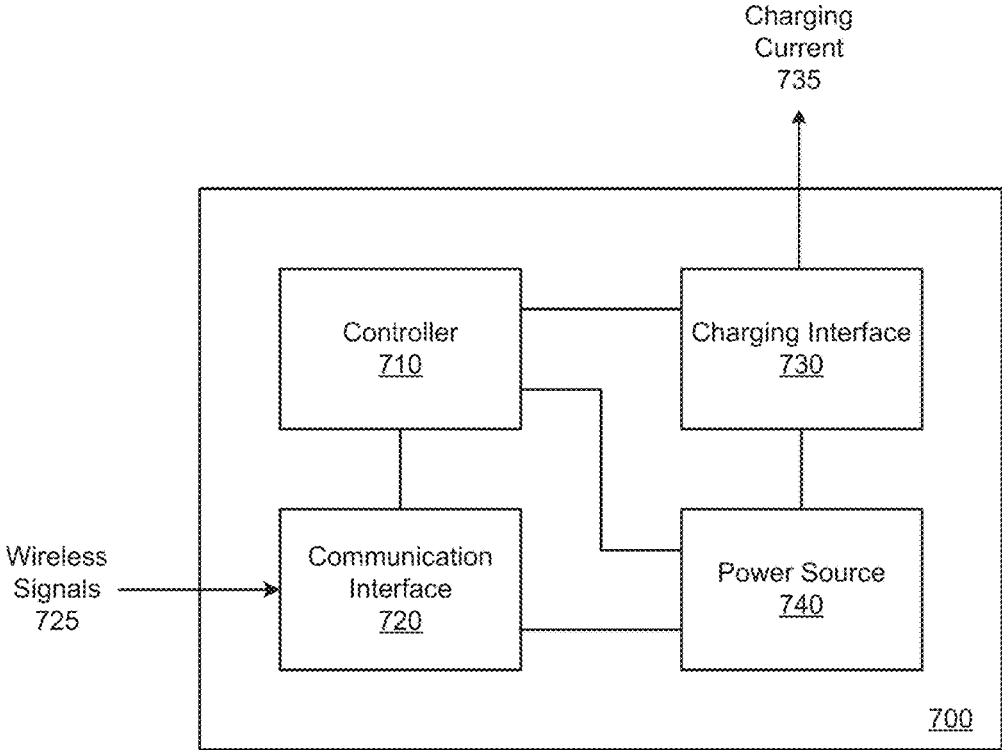 Charging
Current
735
Controller
710
Charging Interface
730
Wireless
Signals
725
Communication
Interface
720
Power Source
740
700